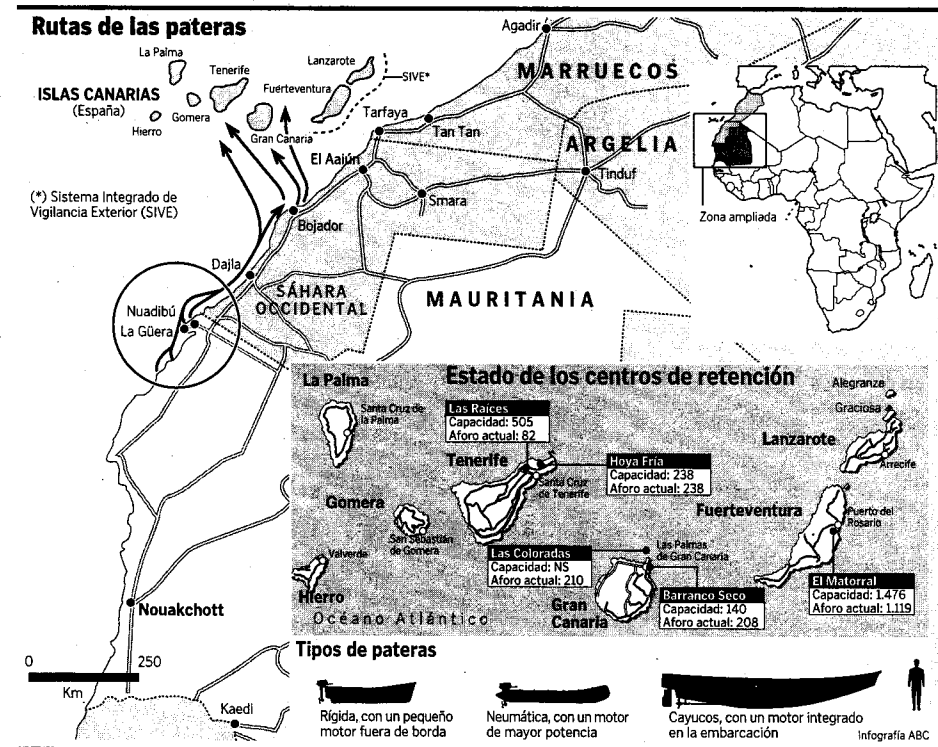 Rutas de las pateras
La Palma
Tenerife
Lanzarote
SIVE*
Fuerteventura
ISLAS CANARIAS
(España)
Gomera
Hierro
Gran Canaria
(*) Sistema Integrado de
Vigilancia Exterior (SIVE)
Agadir
MARRUECOS
Tarfaya
Tan Tan
ARGELIA
El Aajún
Tinduf
Smara
Bojador
Zona ampliada
Dajla
SÁHARA
OCCIDENTAL
MAURITANIA
Nuadibú
La Güera
Nouakchott
0
250
Km
Kaedi
Estado de los centros de retención
La Palma
Santa Cruz de
la Palma
Las Raíces
Capacidad: 505
Aforo actual: 82
Tenerife
Hoya Fría
Capacidad: 238
Aforo actual: 238
Santa Cruz
de Tenerife
Alegranze
Graciosa
Lanzarote
Arrecife
Gomera
San Sebastián
de Gomera
Fuerteventura
Puerto del
Rosario
Valverde
Hierro
Las Coloradas
Capacidad: NS
Aforo actual: 210
Las Palmas
de Gran Canaria
Gran
Canaria
Barranco Seco
Capacidad: 140
Aforo actual: 208
El Matorral
Capacidad: 1.476
Aforo actual: 1.119
Océano Atlántico
Tipos de pateras
Rígida, con un pequeño
motor fuera de borda
Neumática, con un motor
de mayor potencia
Cayucos, con un motor integrado
en la embarcación
Infografía ABC